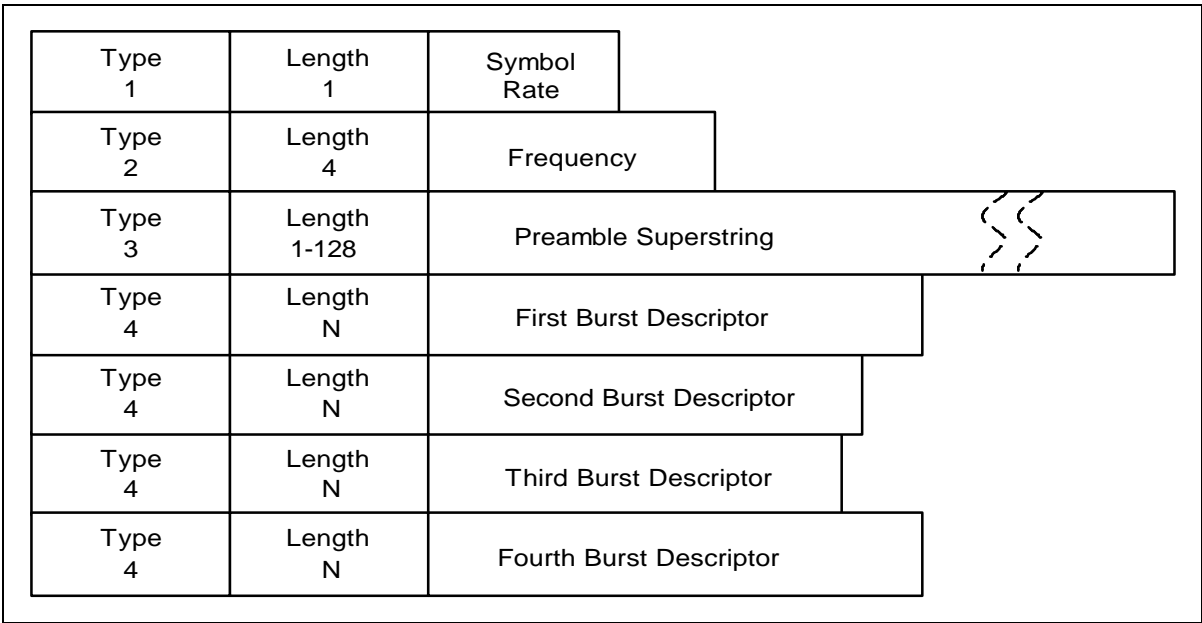 Type Length Symbol
1 1 Rate
Type Length
2 4 Frequency
Type Length
3 1-128 Preamble Superstring
Type Length
4 N First Burst Descriptor
Type Length
4 N Second Burst Descriptor
Type Length
4 N Third Burst Descriptor
Type Length
4 N Fourth Burst Descriptor